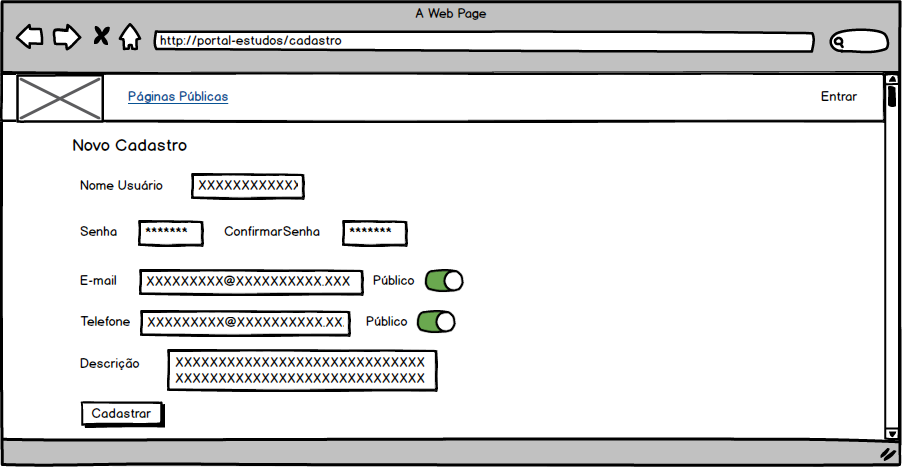 A Web Page
http://portal-estudos/cadastro
Páginas Públicas Entrar
Novo Cadastro
Nome Usuário XXXXXXXXXXXX
Senha ******* ConfirmarSenha *******
E-mail XXXXXXXXX@XXXXXXXXXX.XXX Público
Telefone XXXXXXXXX@XXXXXXXXXX.XX Público
Descrição XXXXXXXXXXXXXXXXXXXXXXXXXXXXX
XXXXXXXXXXXXXXXXXXXXXXXXXXXXX
Cadastrar